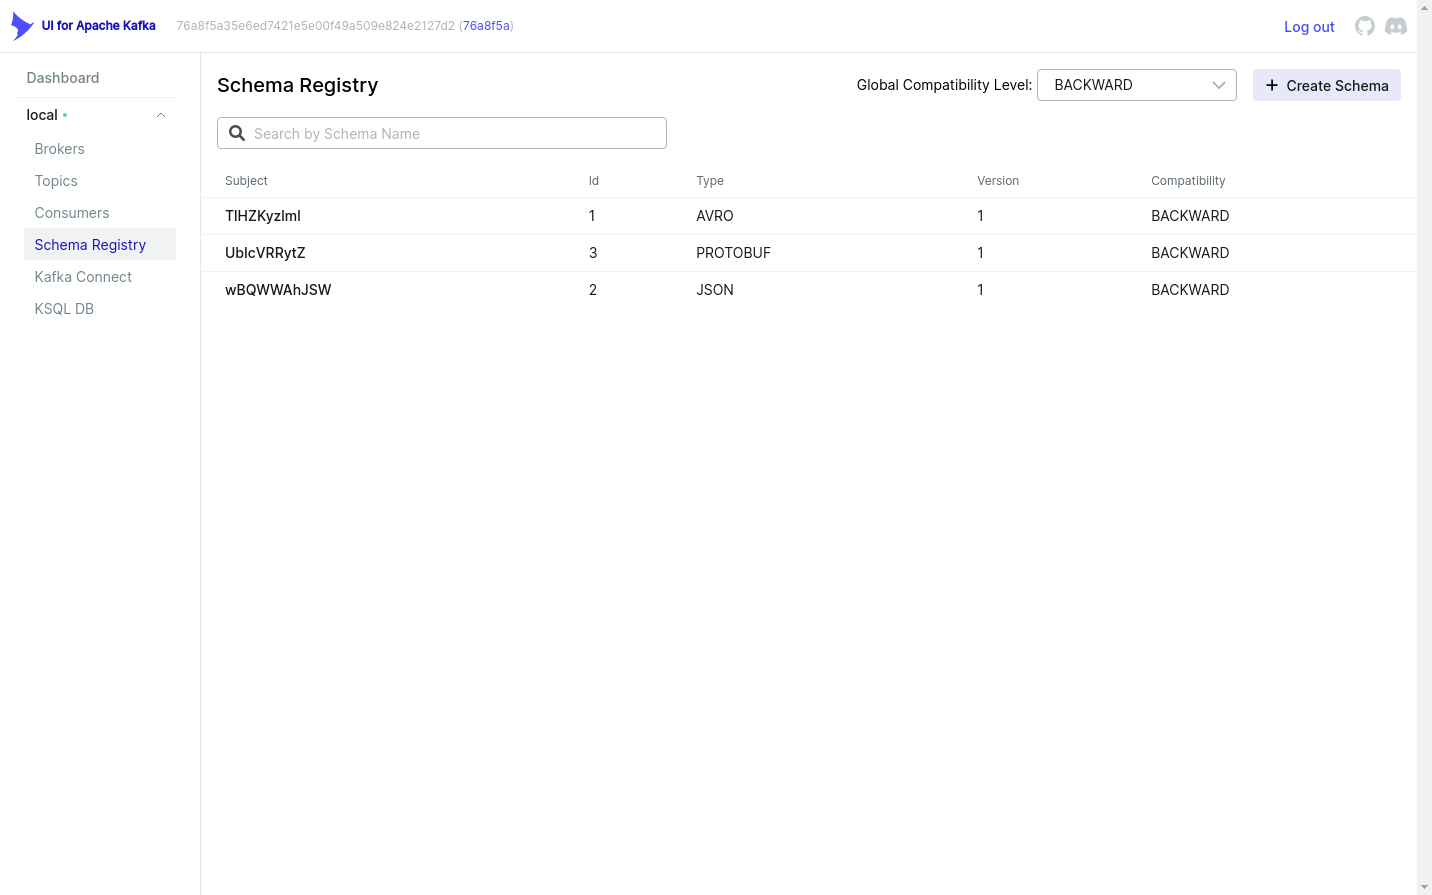 UI for Apache Kafka 76a8f5a35e6ed7421e5e00f49a509e824e2127d2 (76a8f5a) Log out
Dashboard
local
Brokers
Topics
Consumers
Schema Registry
Kafka Connect
KSQL DB
Schema Registry Global Compatibility Level: BACKWARD Create Schema
Search by Schema Name
Subject Id Type Version Compatibility
TlHZKyzlml 1 AVRO 1 BACKWARD
UblcVRRytZ 3 PROTOBUF 1 BACKWARD
wBQWWAhJSW 2 JSON 1 BACKWARD